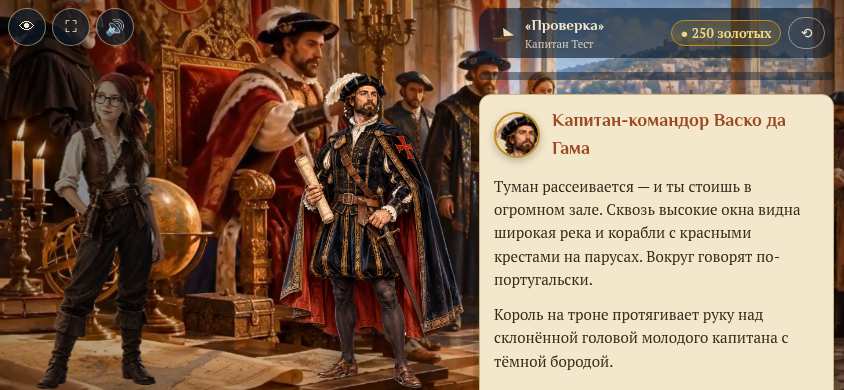 «Проверка»
Капитан Тест
250 золотых
Капитан-командор Васко да
Гама
Туман рассеивается — и ты стоишь в
огромном зале. Сквозь высокие окна видна
широкая река и корабли с красными
крестами на парусах. Вокруг говорят по-
португальски.
Король на троне протягивает руку над
склонённой головой молодого капитана с
тёмной бородой.